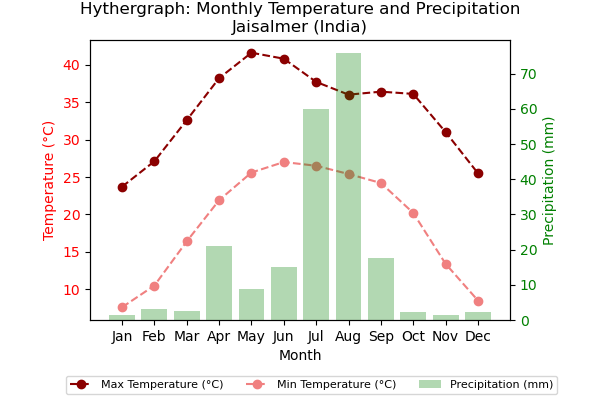 Hythergraph: Monthly Temperature and Precipitation
Jaisalmer (India)
Temperature (°C)
40
35
30
25
20
15
10
Precipitation (mm)
70
60
50
40
30
20
10
0
Jan Feb Mar Apr May Jun Jul Aug Sep Oct Nov Dec
Month
Max Temperature (°C) Min Temperature (°C) Precipitation (mm)